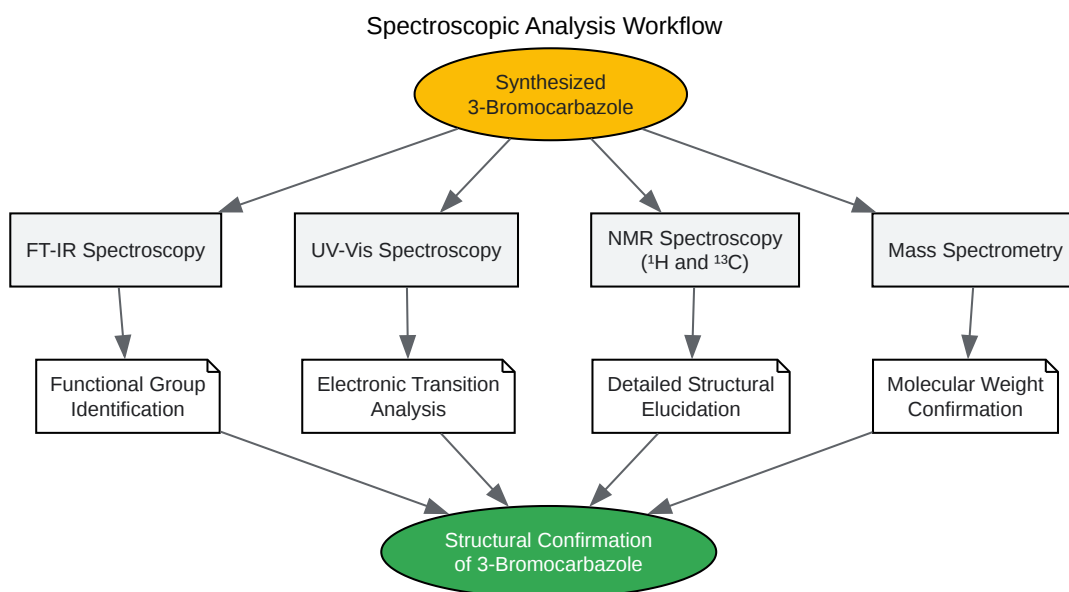 Spectroscopic Analysis Workflow
Synthesized
3-Bromocarbazole
FT-IR Spectroscopy
UV-Vis Spectroscopy
NMR Spectroscopy
(¹H and ¹³C)
Mass Spectrometry
Functional Group
Identification
Electronic Transition
Analysis
Detailed Structural
Elucidation
Molecular Weight
Confirmation
Structural Confirmation
of 3-Bromocarbazole